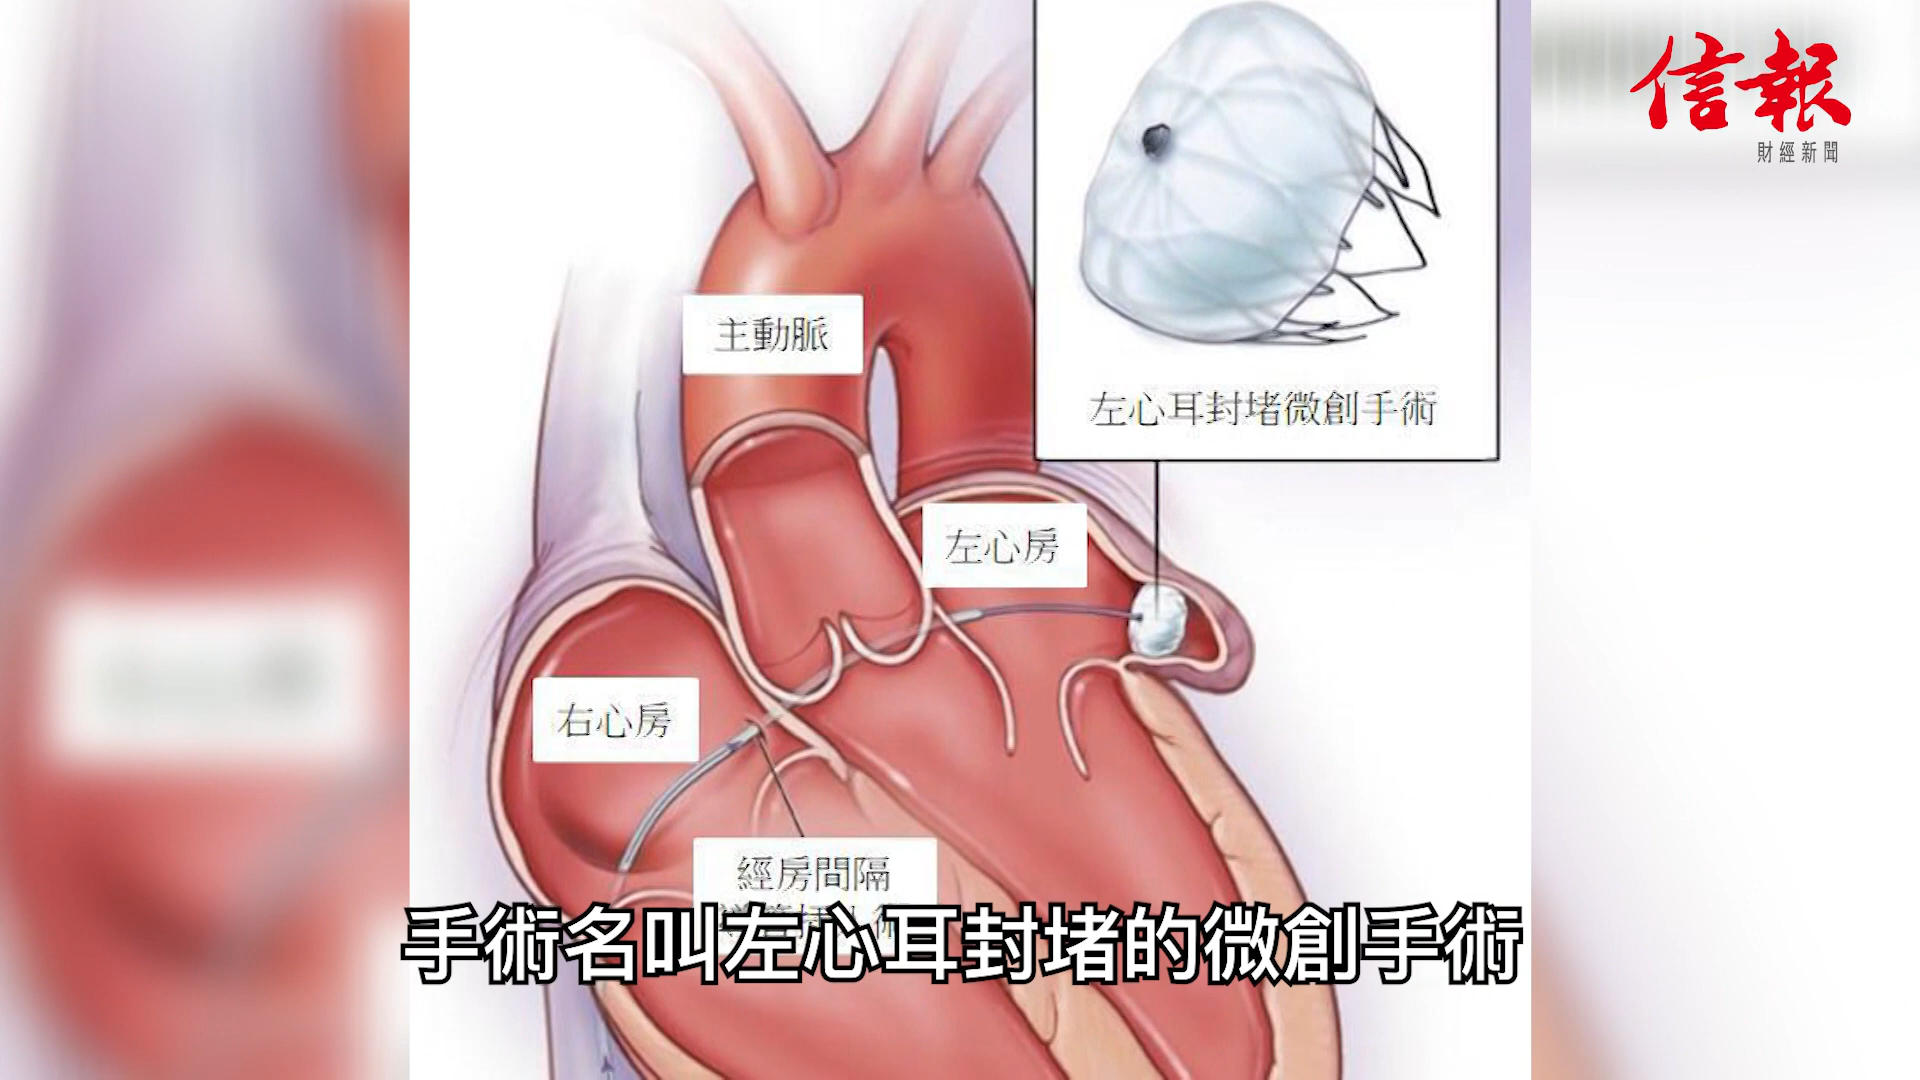 信報
財經新聞
主動脈
左心耳封堵微創手術
左心房
右心房
經房間隔
手術名叫左心耳封堵的微創手術